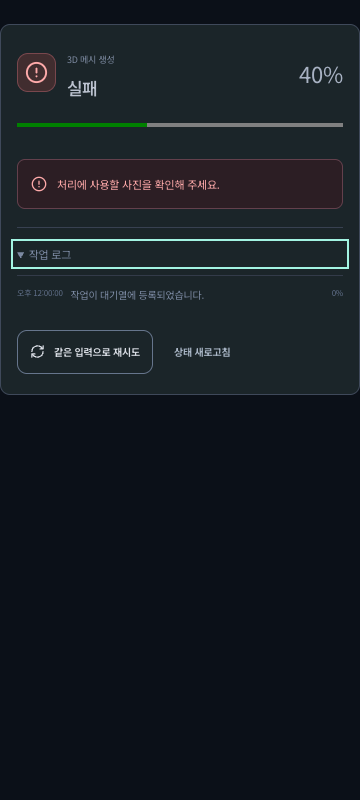 3D 메시 생성
실패
40%
처리에 사용할 사진을 확인해 주세요.
▼ 작업 로그
오후 12:00:00 작업이 대기열에 등록되었습니다. 0%
같은 입력으로 재시도
상태 새로고침